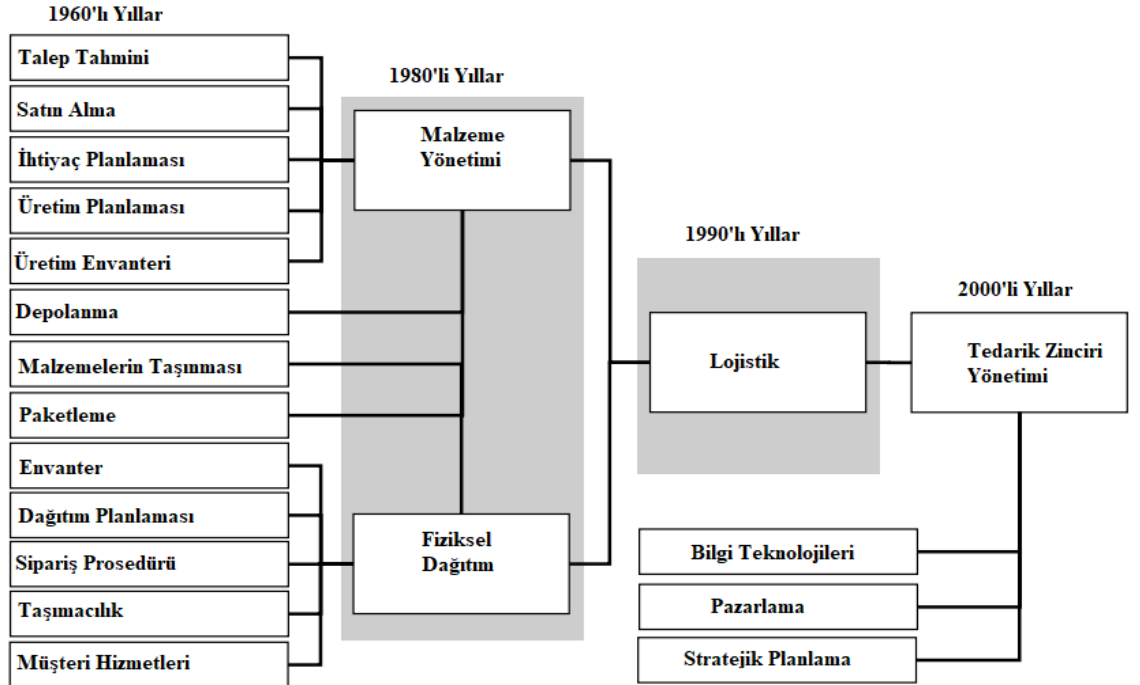 1960'lı Yıllar
Talep Tahmini
Satın Alma
İhtiyaç Planlaması
Üretim Planlaması
Üretim Envanteri
Depolanma
Malzemelerin Taşınması
Paketleme
Envanter
Dağıtım Planlaması
Sipariş Prosedürü
Taşımacılık
Müşteri Hizmetleri
1980'li Yıllar
Malzeme
Yönetimi
Fiziksel
Dağıtım
1990'lı Yıllar
Lojistik
2000'li Yıllar
Tedarik Zinciri
Yönetimi
Bilgi Teknolojileri
Pazarlama
Stratejik Planlama